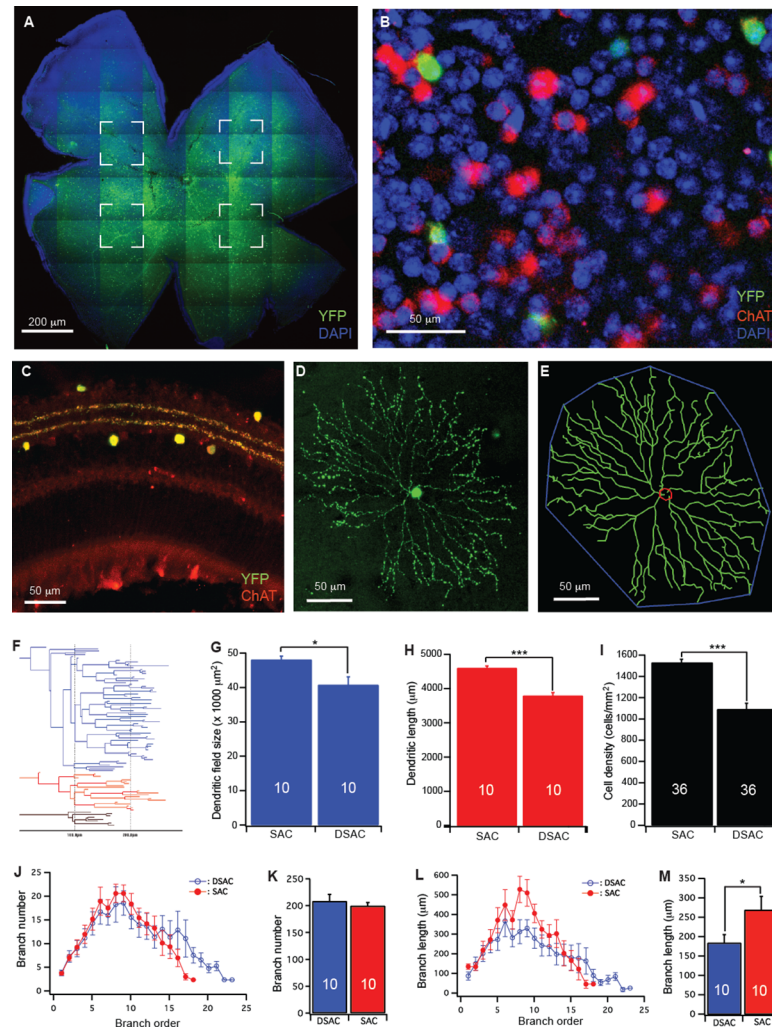 A
200 µm
YFP
DAPI
B
50 µm
YFP
ChAT
DAPI
C
50 µm
YFP
ChAT
D
50 µm
E
50 µm
F
G
Dendritic field size (x 1000 µm²)
50
40
30
20
10
0
*
10
10
SAC
DSAC
H
Dendritic length (µm)
5000
4000
3000
2000
1000
0
***
10
10
SAC
DSAC
I
Cell density (cells/mm²)
1600
1400
1200
1000
800
600
400
200
0
***
36
36
SAC
DSAC
J
Branch number
25
20
15
10
5
0
: DSAC
: SAC
0
5
10
15
20
25
Branch order
K
Branch number
200
150
100
50
0
10
10
DSAC
SAC
L
Branch length (µm)
600
500
400
300
200
100
0
: DSAC
: SAC
0
5
10
15
20
25
Branch order
M
Branch length (µm)
350
300
250
200
150
100
50
0
*
10
10
DSAC
SAC